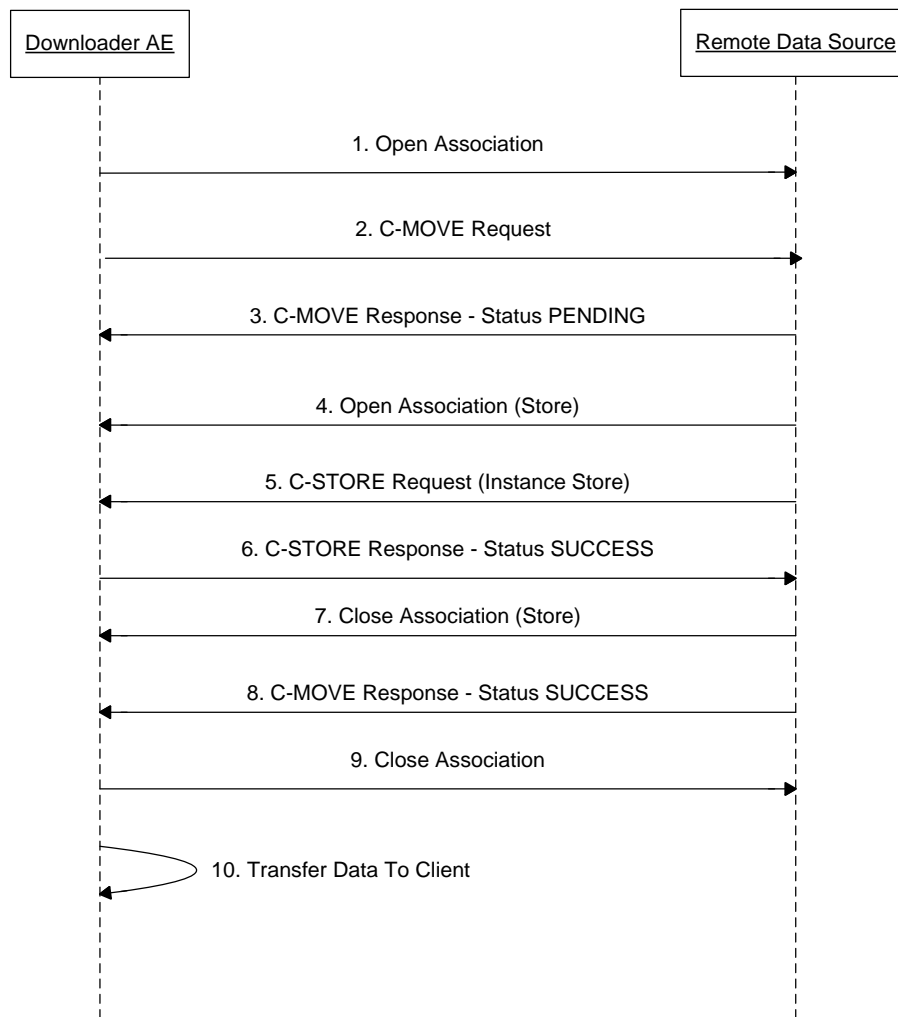 Downloader AE
Remote Data Source
1. Open Association
2. C-MOVE Request
3. C-MOVE Response - Status PENDING
4. Open Association (Store)
5. C-STORE Request (Instance Store)
6. C-STORE Response - Status SUCCESS
7. Close Association (Store)
8. C-MOVE Response - Status SUCCESS
9. Close Association
10. Transfer Data To Client